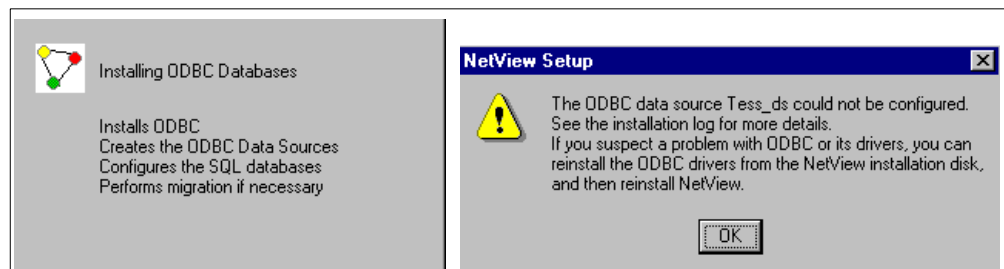 Installing ODBC Databases
Installs ODBC
Creates the ODBC Data Sources
Configures the SQL databases
Performs migration if necessary
NetView Setup
The ODBC data source Tess_ds could not be configured.
See the installation log for more details.
If you suspect a problem with ODBC or its drivers, you can
reinstall the ODBC drivers from the NetView installation disk,
and then reinstall NetView.
OK